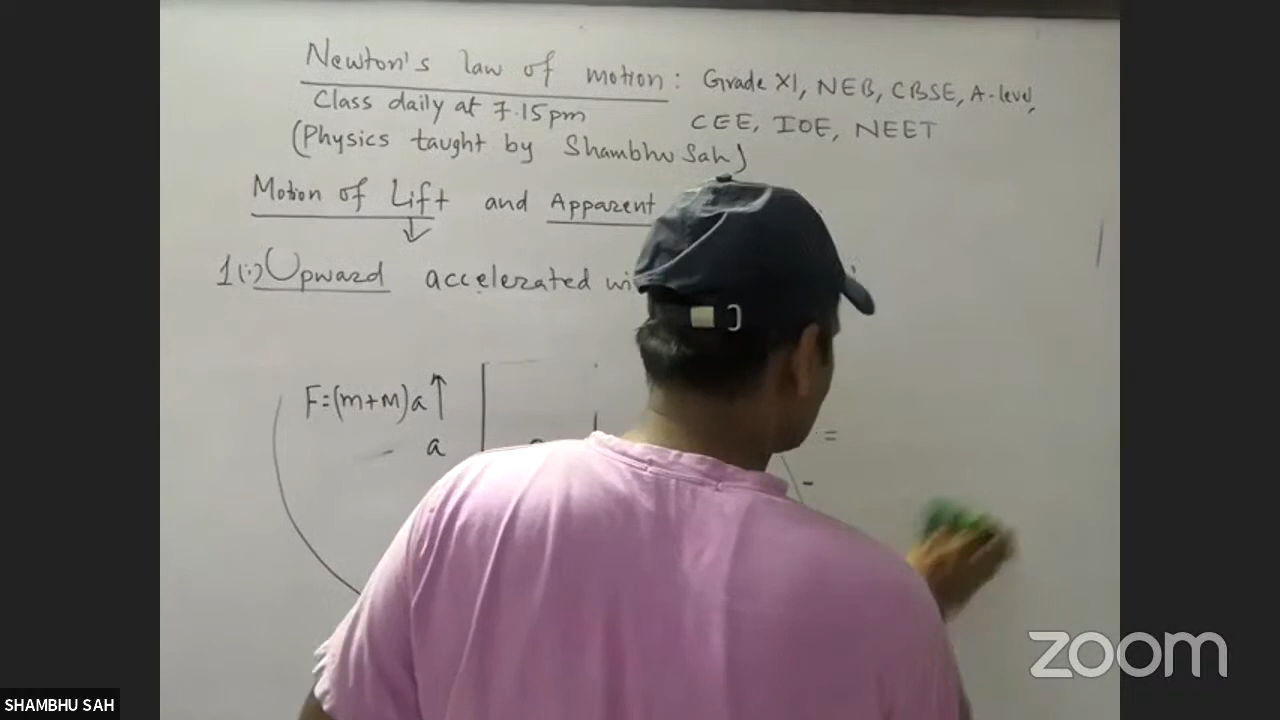 Newton's law of motion: Grade XI, NEB, CBSE, A-level,
Class daily at 7.15pm CEE, IOE, NEET
(Physics taught by Shambhu Sah)
Motion of Lift and Apparent
1(i) Upward accelerated
F=(m+M)a
a
=
-
zoom
SHAMBHU SAH